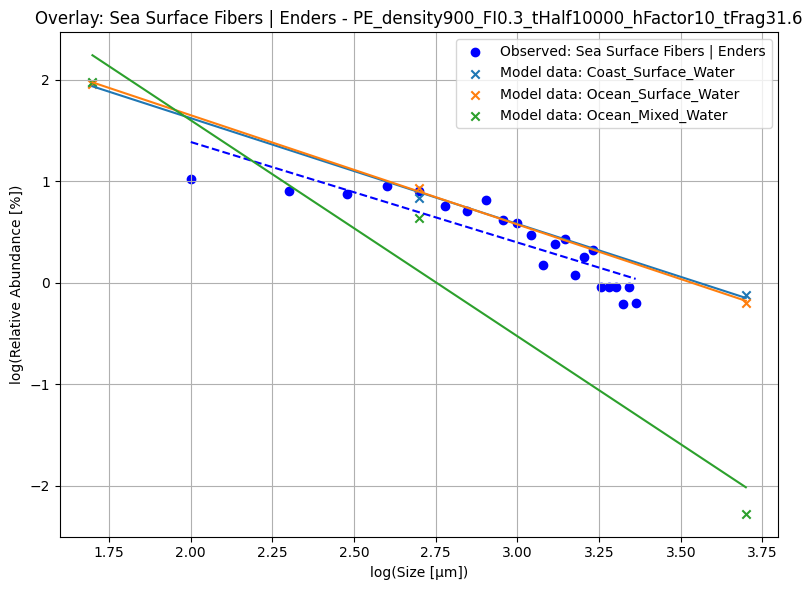 Overlay: Sea Surface Fibers | Enders - PE_density900_FI0.3_tHalf10000_hFactor10_tFrag31.6
Observed: Sea Surface Fibers | Enders
Model data: Coast_Surface_Water
Model data: Ocean_Surface_Water
Model data: Ocean_Mixed_Water
log(Relative Abundance [%])
2
1
0
−1
−2
1.75
2.00
2.25
2.50
2.75
3.00
3.25
3.50
3.75
log(Size [μm])